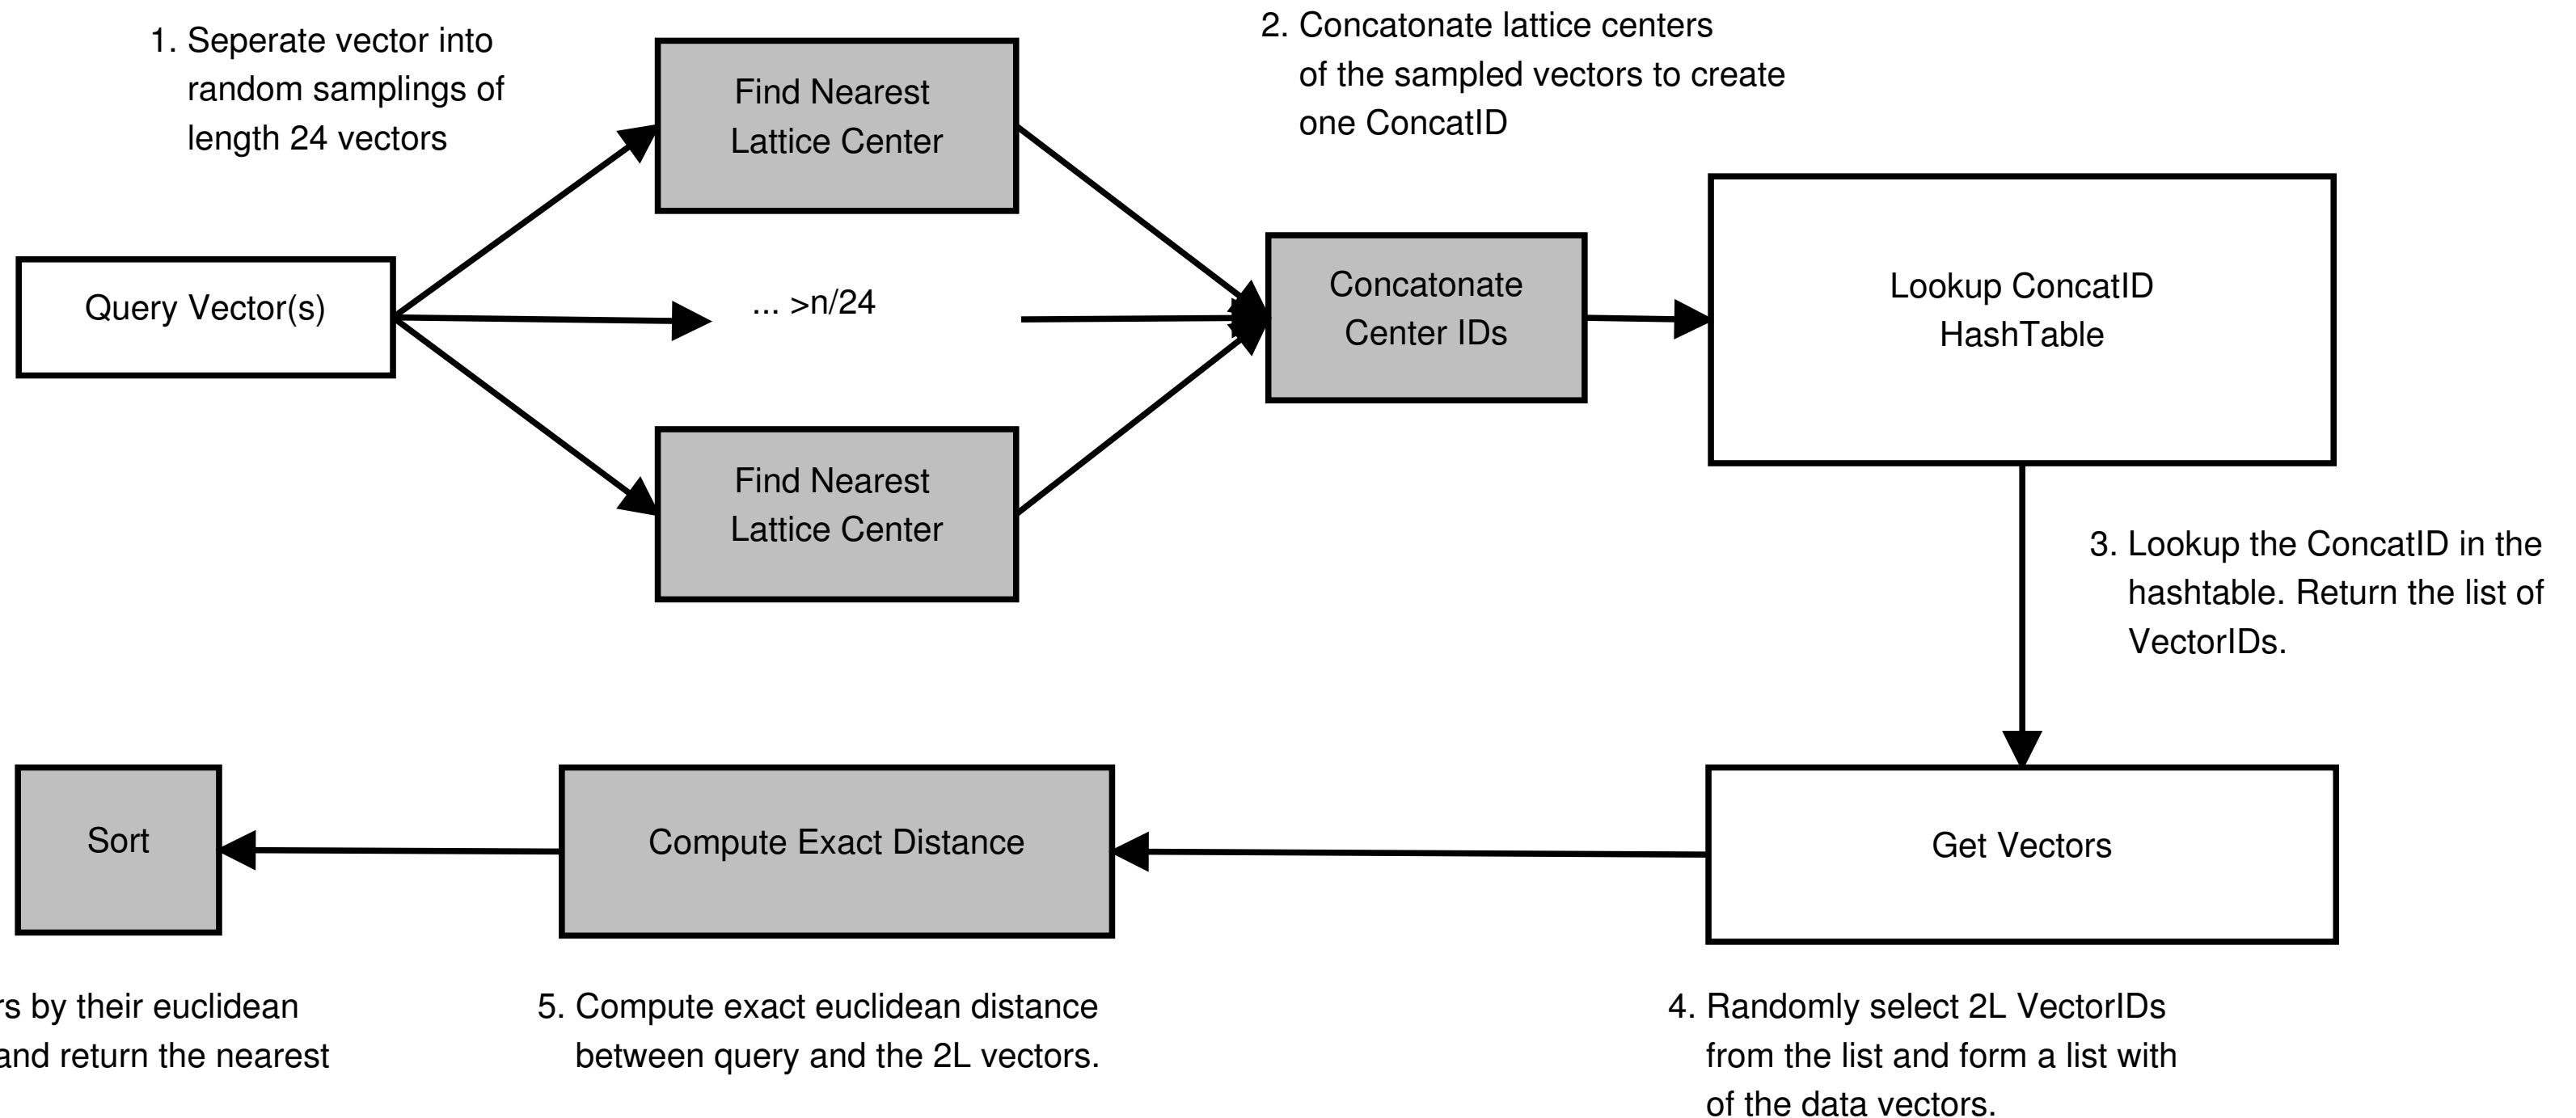 1. Seperate vector into
random samplings of
length 24 vectors
Find Nearest
Lattice Center
2. Concatonate lattice centers
of the sampled vectors to create
one ConcatID
Query Vector(s)
... >n/24
Concatonate
Center IDs
Lookup ConcatID
HashTable
Find Nearest
Lattice Center
3. Lookup the ConcatID in the
hashtable. Return the list of
VectorIDs.
Sort
Compute Exact Distance
Get Vectors
by their euclidean
and return the nearest
5. Compute exact euclidean distance
between query and the 2L vectors.
4. Randomly select 2L VectorIDs
from the list and form a list with
of the data vectors.